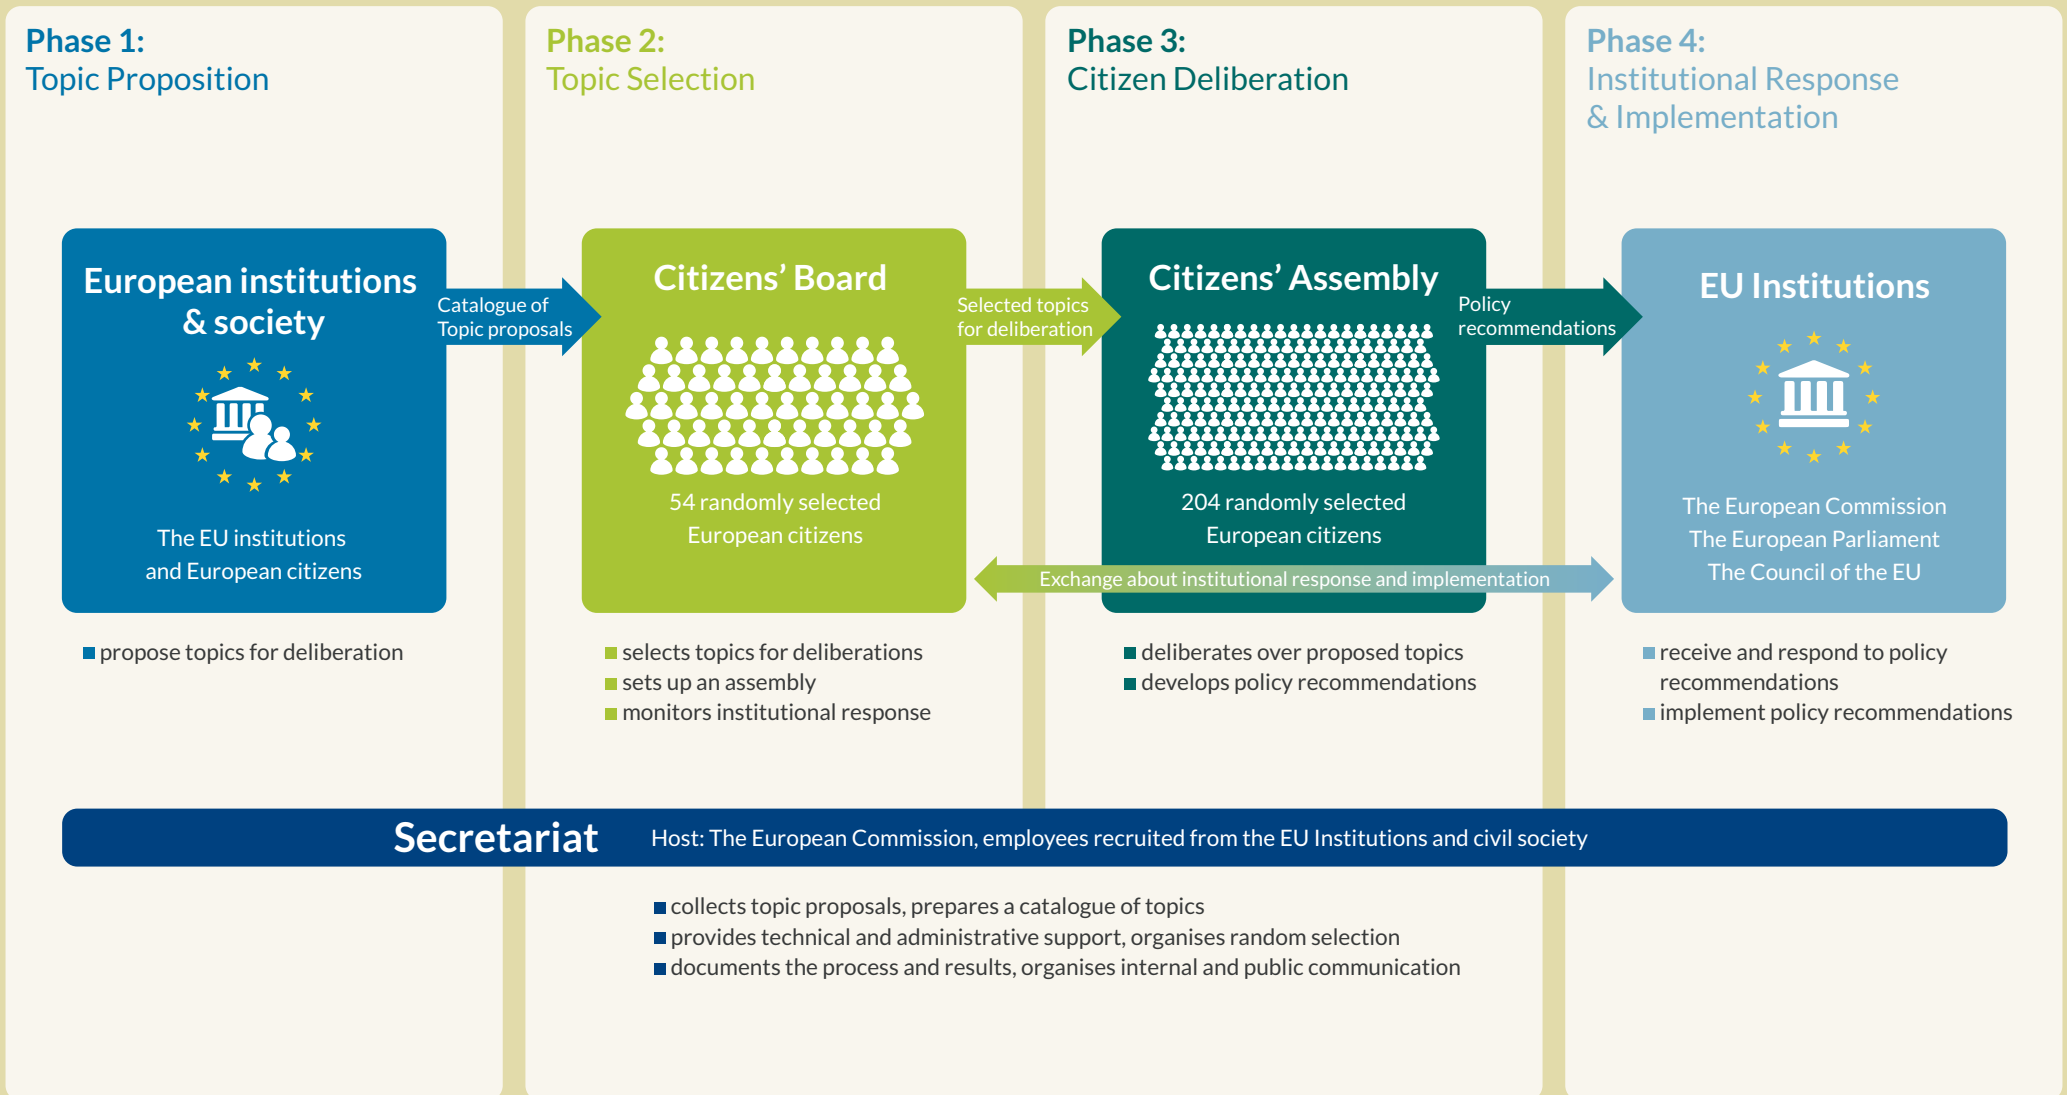 Phase 1:
Topic Proposition
European institutions
& society
The EU institutions
and European citizens
propose topics for deliberation
Catalogue of
Topic proposals
Phase 2:
Topic Selection
Citizens’ Board
54 randomly selected
European citizens
selects topics for deliberations
sets up an assembly
monitors institutional response
Selected topics
for deliberation
Phase 3:
Citizen Deliberation
Citizens’ Assembly
204 randomly selected
European citizens
Exchange about institutional response and implementation
deliberates over proposed topics
develops policy recommendations
Policy
recommendations
Phase 4:
Institutional Response
& Implementation
EU Institutions
The European Commission
The European Parliament
The Council of the EU
receive and respond to policy
recommendations
implement policy recommendations
Secretariat
Host: The European Commission, employees recruited from the EU Institutions and civil society
collects topic proposals, prepares a catalogue of topics
provides technical and administrative support, organises random selection
documents the process and results, organises internal and public communication